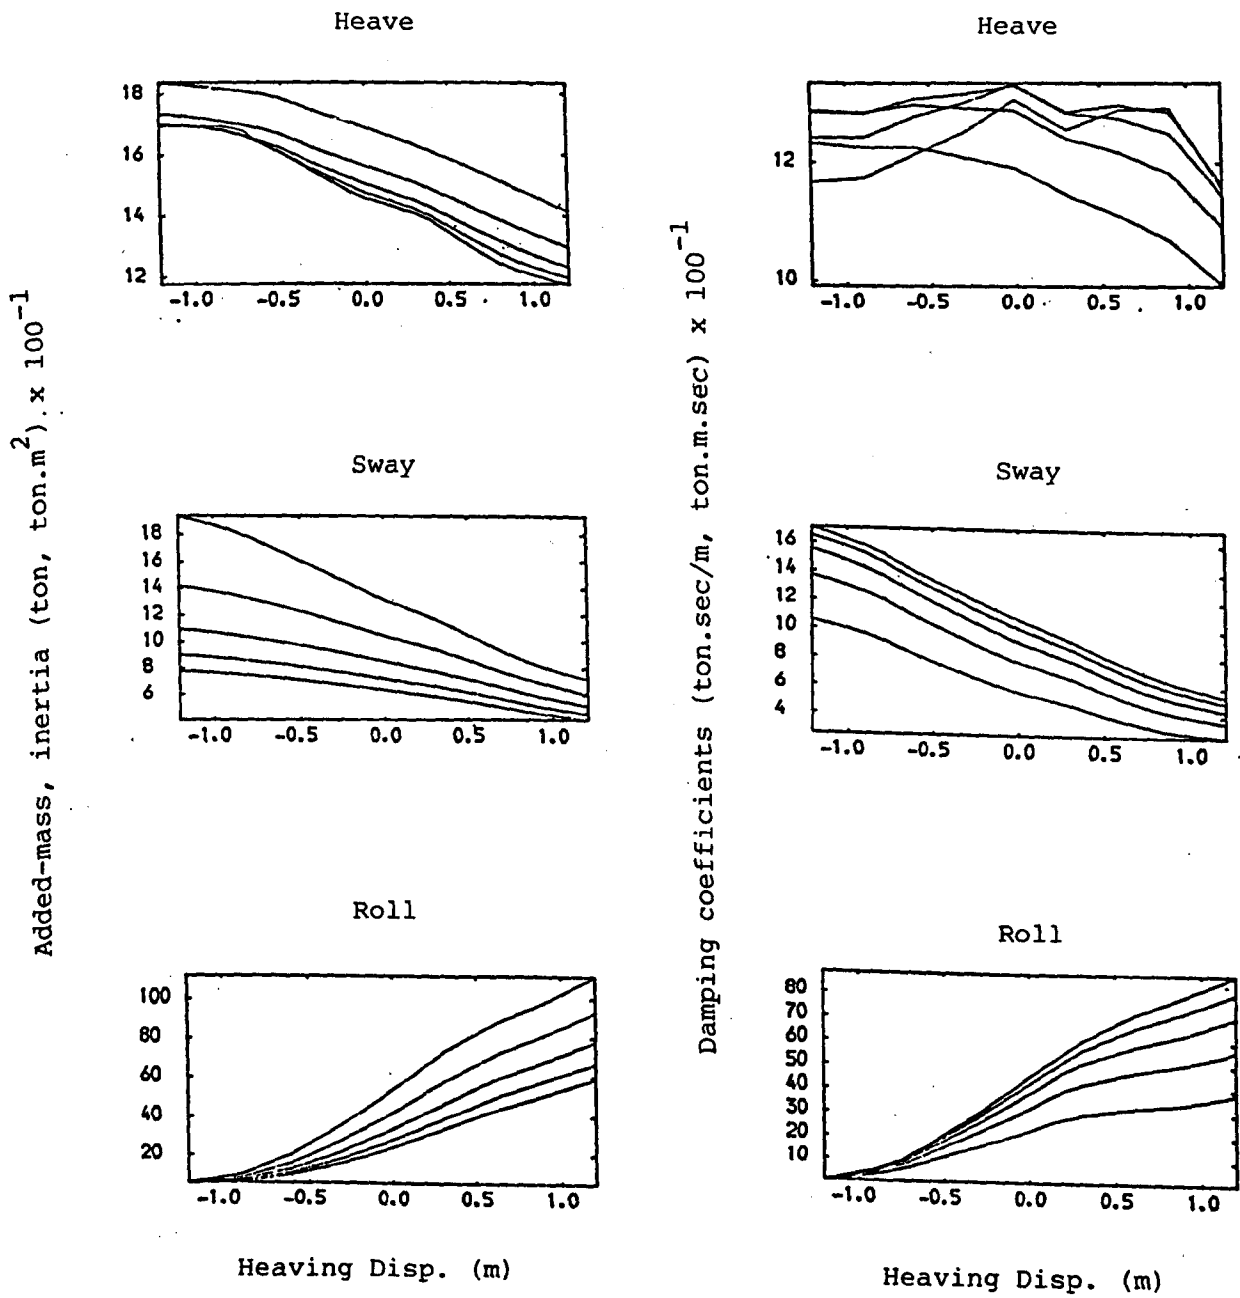 Heave
18
16
14
12
-1.0 -0.5 0.0 0.5 1.0
Heave
12
10
-1.0 -0.5 0.0 0.5 1.0
Added-mass, inertia (ton, ton.m²) x 100⁻¹
Damping coefficients (ton.sec/m, ton.m.sec) x 100⁻¹
Sway
18
16
14
12
10
8
6
-1.0 -0.5 0.0 0.5 1.0
Sway
16
14
12
10
8
6
4
-1.0 -0.5 0.0 0.5 1.0
Roll
100
80
60
40
20
-1.0 -0.5 0.0 0.5 1.0
Heaving Disp. (m)
Roll
80
70
60
50
40
30
20
10
-1.0 -0.5 0.0 0.5 1.0
Heaving Disp. (m)